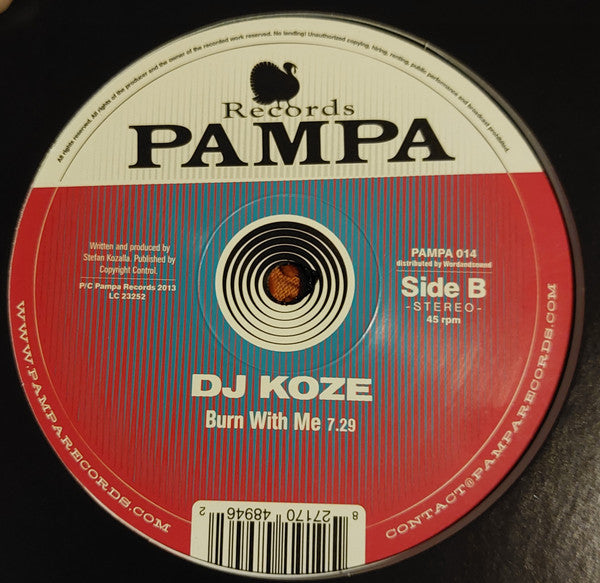 All rights reserved. All rights of the producer and the owner of the recorded work reserved. No lending! Unauthorized copying, hiring, renting, public performance and broadcast prohibited.
Records
PAMPA
Written and produced by
Stefan Kozalla. Published by
Copyright Control.
P/C Pampa Records 2013
LC 23252
PAMPA 014
distributed by Wordandsound
Side B
-STEREO-
45 rpm
DJ KOZE
Burn With Me 7.29
WWW.PAMPARECORDS.COM
CONTACT@PAMPARECORDS.COM
8 27170 48946 2